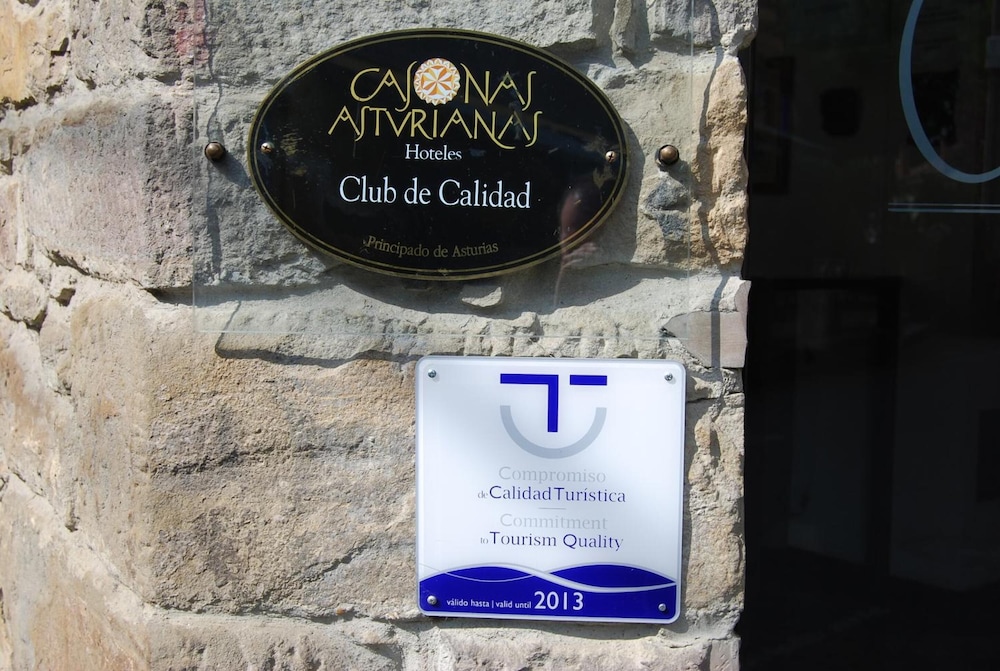 CASONAS
ASTVRIANAS
Hoteles
Club de Calidad
Principado de Asturias
Compromiso
de Calidad Turística
Commitment
to Tourism Quality
válido hasta | valid until 2013